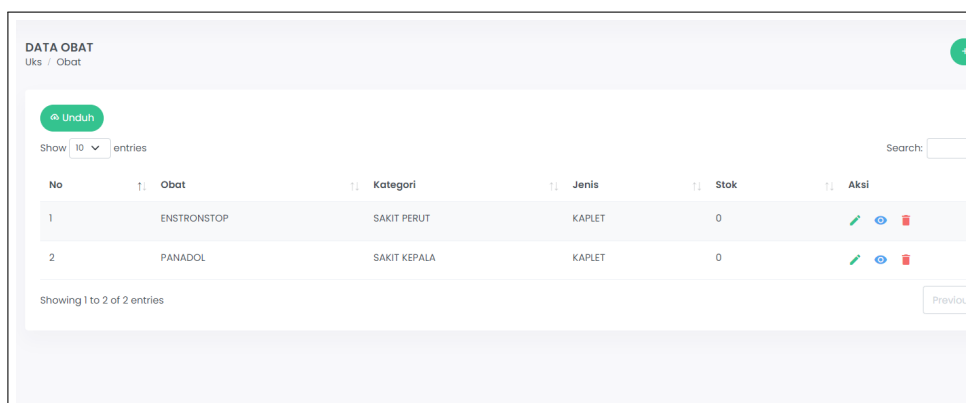 DATA OBAT
Uks / Obat
Unduh
Show 10 entries
Search:
No Obat Kategori Jenis Stok Aksi
1 ENSTRONSTOP SAKIT PERUT KAPLET 0
2 PANADOL SAKIT KEPALA KAPLET 0
Showing 1 to 2 of 2 entries
Previou